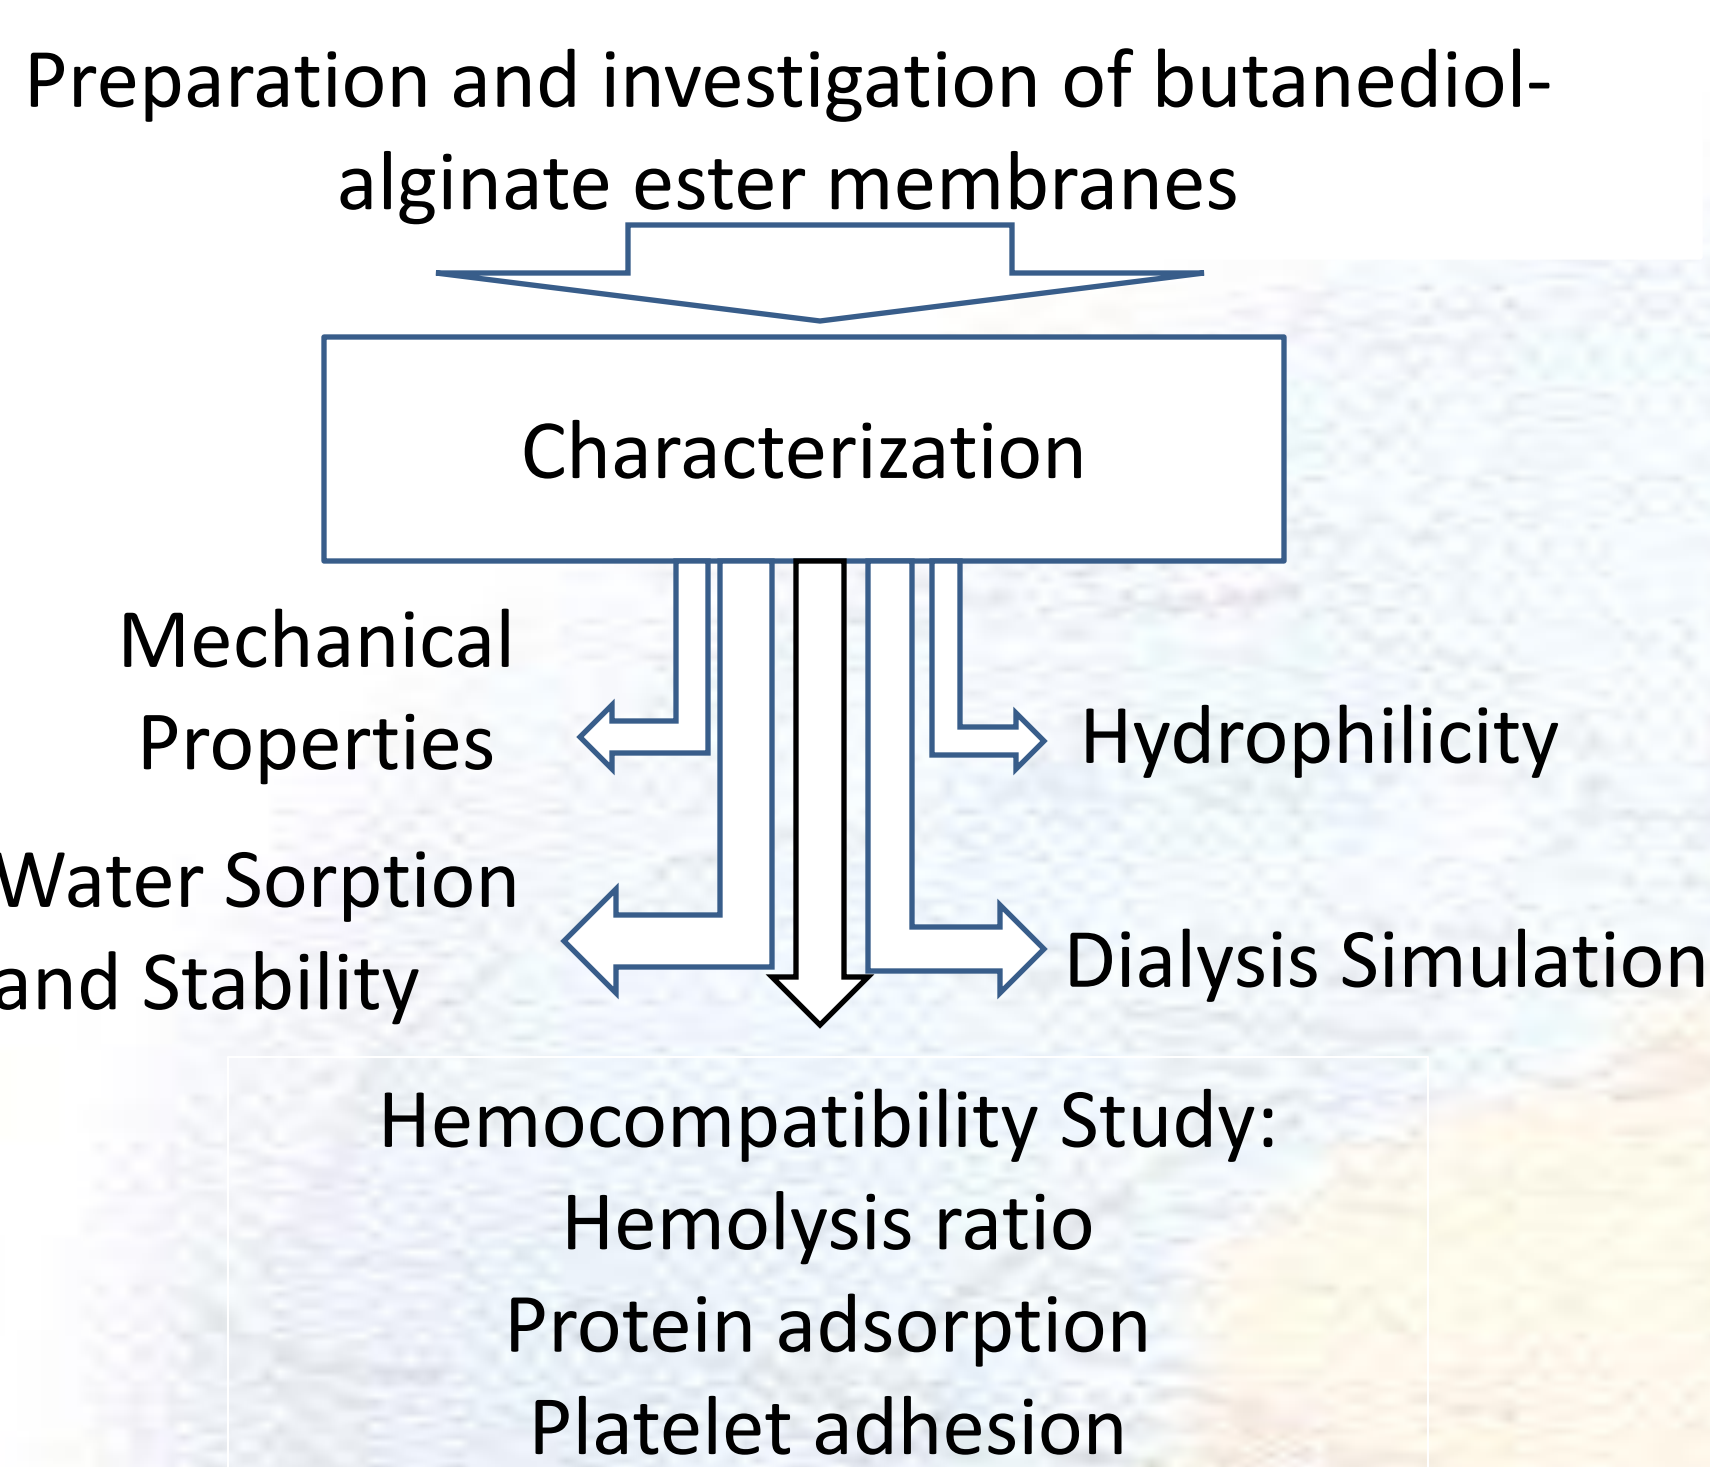 Preparation and investigation of butanediol-
alginate ester membranes
Characterization
Mechanical
Properties
Hydrophilicity
Water Sorption
and Stability
Dialysis Simulation
Hemocompatibility Study:
Hemolysis ratio
Protein adsorption
Platelet adhesion